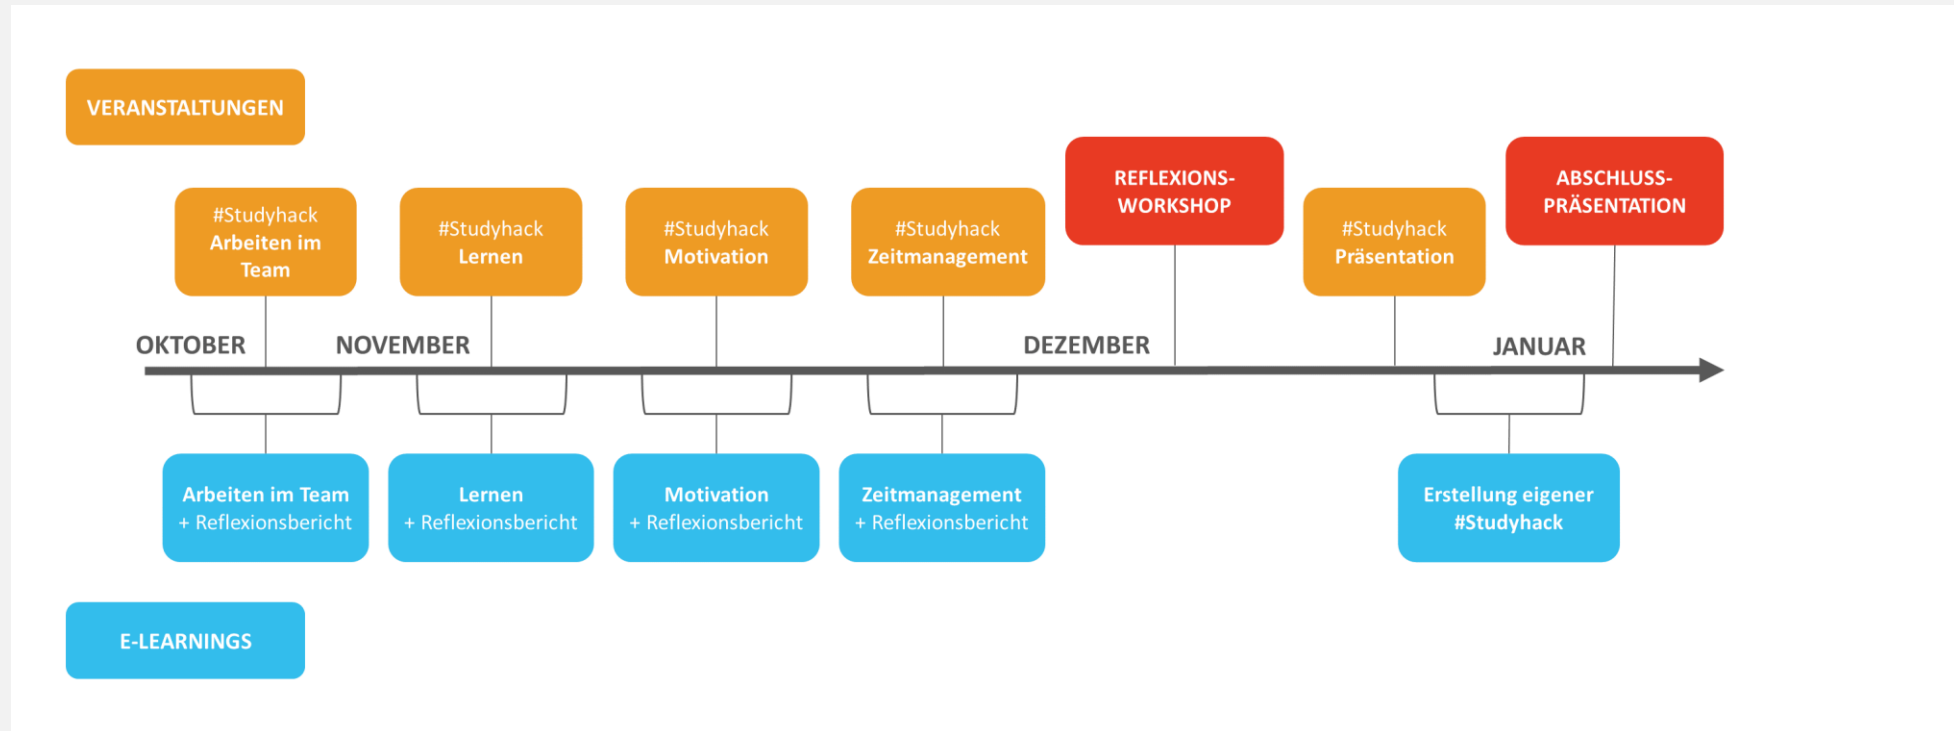 VERANSTALTUNGEN
#Studyhack
Arbeiten im
Team
#Studyhack
Lernen
#Studyhack
Motivation
#Studyhack
Zeitmanagement
REFLEXIONS-
WORKSHOP
#Studyhack
Präsentation
ABSCHLUSS-
PRÄSENTATION
OKTOBER
NOVEMBER
DEZEMBER
JANUAR
Arbeiten im Team
+ Reflexionsbericht
Lernen
+ Reflexionsbericht
Motivation
+ Reflexionsbericht
Zeitmanagement
+ Reflexionsbericht
Erstellung eigener
#Studyhack
E-LEARNINGS